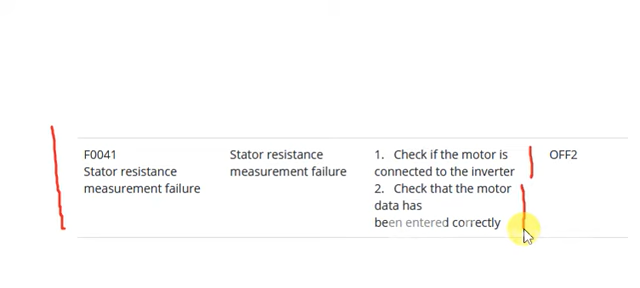 F0041
Stator resistance
measurement failure
Stator resistance
measurement failure
1. Check if the motor is
connected to the inverter
2. Check that the motor
data has
been entered correctly
OFF2